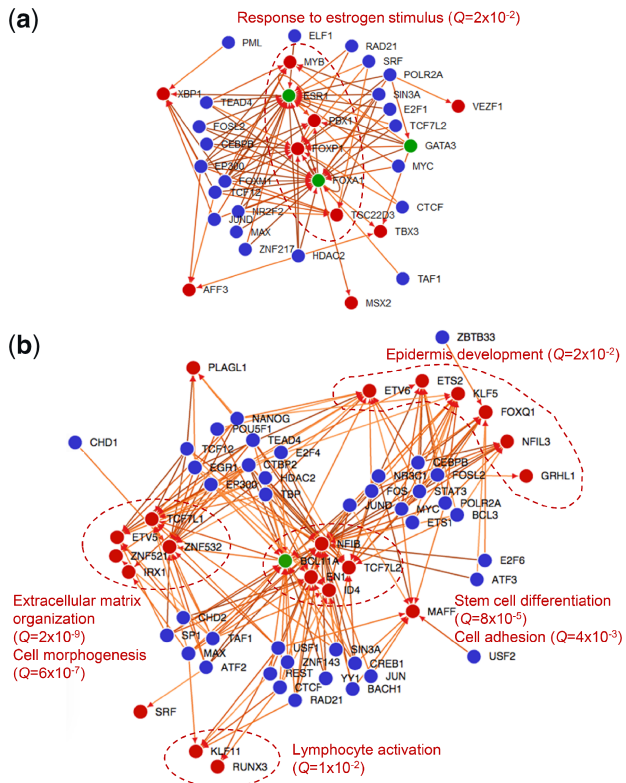 (a)
Response to estrogen stimulus (Q=2x10-2)
ELF1
PML
RAD21
MYB
SRF
POLR2A
XBP1
ESR1
SIN3A
TEAD4
E2F1
VEZF1
PBX1
TCF7L2
FOSL2
CEBPB
FOXP1
GATA3
EP300
MYC
FOXM1
FOXA1
TCF12
NR2F2
TSC22D3
CTCF
JUND
MAX
TBX3
ZNF217
HDAC2
TAF1
AFF3
MSX2
(b)
ZBTB33
Epidermis development (Q=2x10-2)
PLAGL1
ETS2
ETV6
KLF5
FOXQ1
NANOG
POU5F1
CHD1
TEAD4
NFIL3
TCF12
E2F4
EGR1
CTBP2
CEBPB
EP300
HDAC2
NR3C1
FOSL2
GRHL1
TBP
FOS
STAT3
JUND
MYC
POLR2A
TCF7L1
ETS1
BCL3
ETV5
ZNF532
NFIB
ZNF521
BCL11A
TCF7L2
E2F6
IRX1
EN1
ATF3
ID4
Extracellular matrix
organization
(Q=2x10-9)
Cell morphogenesis
(Q=6x10-7)
CHD2
MAFF
Stem cell differentiation
(Q=8x10-5)
Cell adhesion (Q=4x10-3)
SP1
TAF1
MAX
USF1
SIN3A
ATF2
ZNF143
CREB1
USF2
REST
YY1
JUN
CTCF
BACH1
RAD21
SRF
KLF11
RUNX3
Lymphocyte activation
(Q=1x10-2)